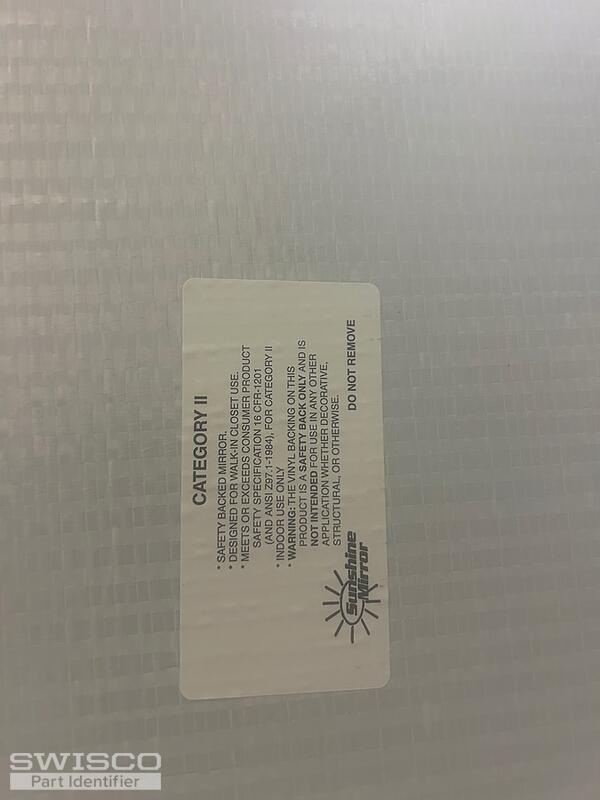 CATEGORY II
* SAFETY BACKED MIRROR.
* DESIGNED FOR WALK-IN CLOSET USE.
* MEETS OR EXCEEDS CONSUMER PRODUCT
SAFETY SPECIFICATION 16 CFR-1201
(AND ANSI Z97.1-1984), FOR CATEGORY II
* INDOOR USE ONLY
* WARNING: THE VINYL BACKING ON THIS
PRODUCT IS A SAFETY BACK ONLY AND IS
NOT INTENDED FOR USE IN ANY OTHER
APPLICATION WHETHER DECORATIVE,
STRUCTURAL, OR OTHERWISE.
DO NOT REMOVE
Sunshine
Mirror
SWISCO
Part Identifier